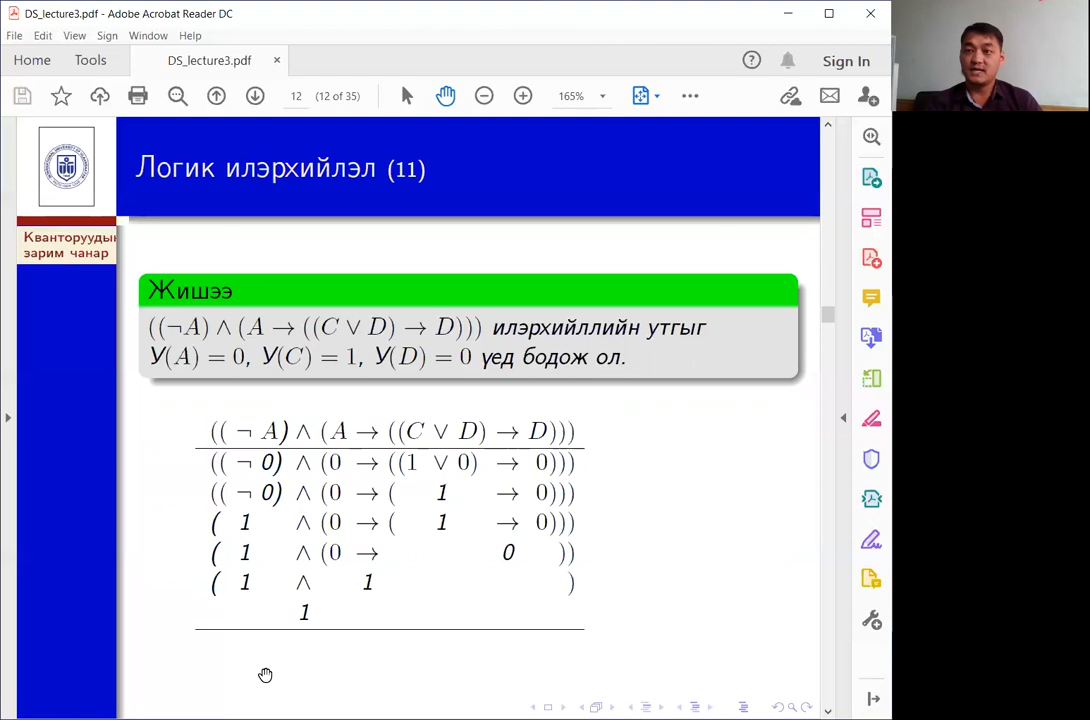 DS_lecture3.pdf - Adobe Acrobat Reader DC
File Edit View Sign Window Help
Home Tools DS_lecture3.pdf × Sign In
12 (12 of 35) 165%
Логик илэрхийлэл (11)
Кванторуудын
зарим чанар
Жишээ
((¬A) ∧ (A → ((C ∨ D) → D))) илэрхийллийн утгыг
У(A) = 0, У(C) = 1, У(D) = 0 үед бодож ол.
(( ¬ A) ∧ (A → ((C ∨ D) → D)))
(( ¬ 0) ∧ (0 → ((1 ∨ 0) → 0)))
(( ¬ 0) ∧ (0 → ( 1 → 0)))
( 1 ∧ (0 → ( 1 → 0)))
( 1 ∧ (0 → 0 ))
( 1 ∧ 1 )
1